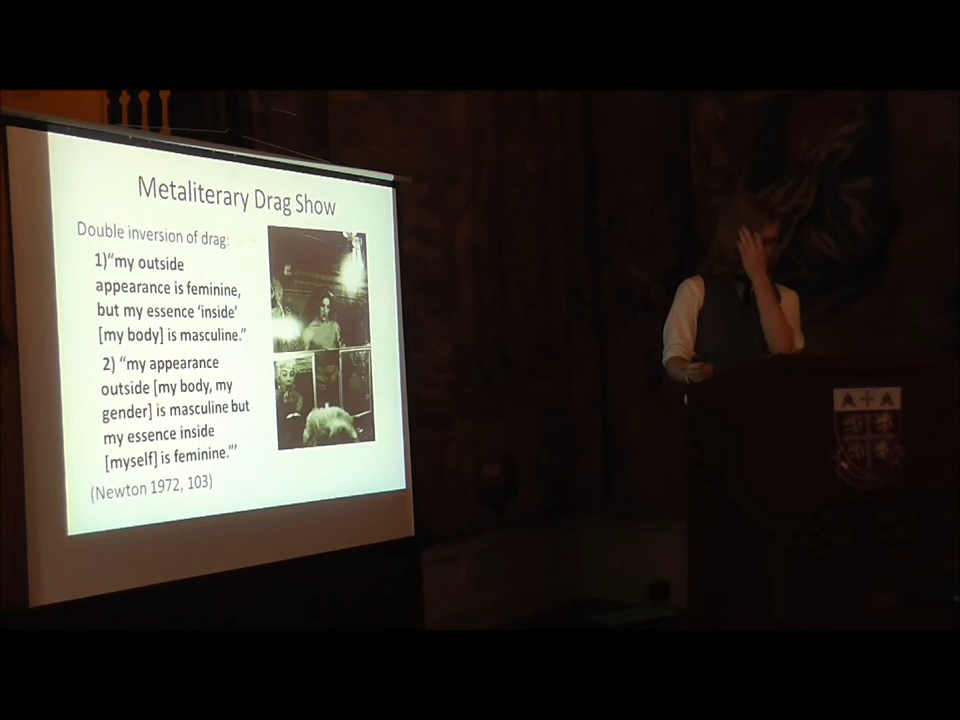 Metaliterary Drag Show
Double inversion of drag:
1)“my outside
appearance is feminine,
but my essence ‘inside’
[my body] is masculine.”
2) “my appearance
outside [my body, my
gender] is masculine but
my essence inside
[myself] is feminine.”’
(Newton 1972, 103)